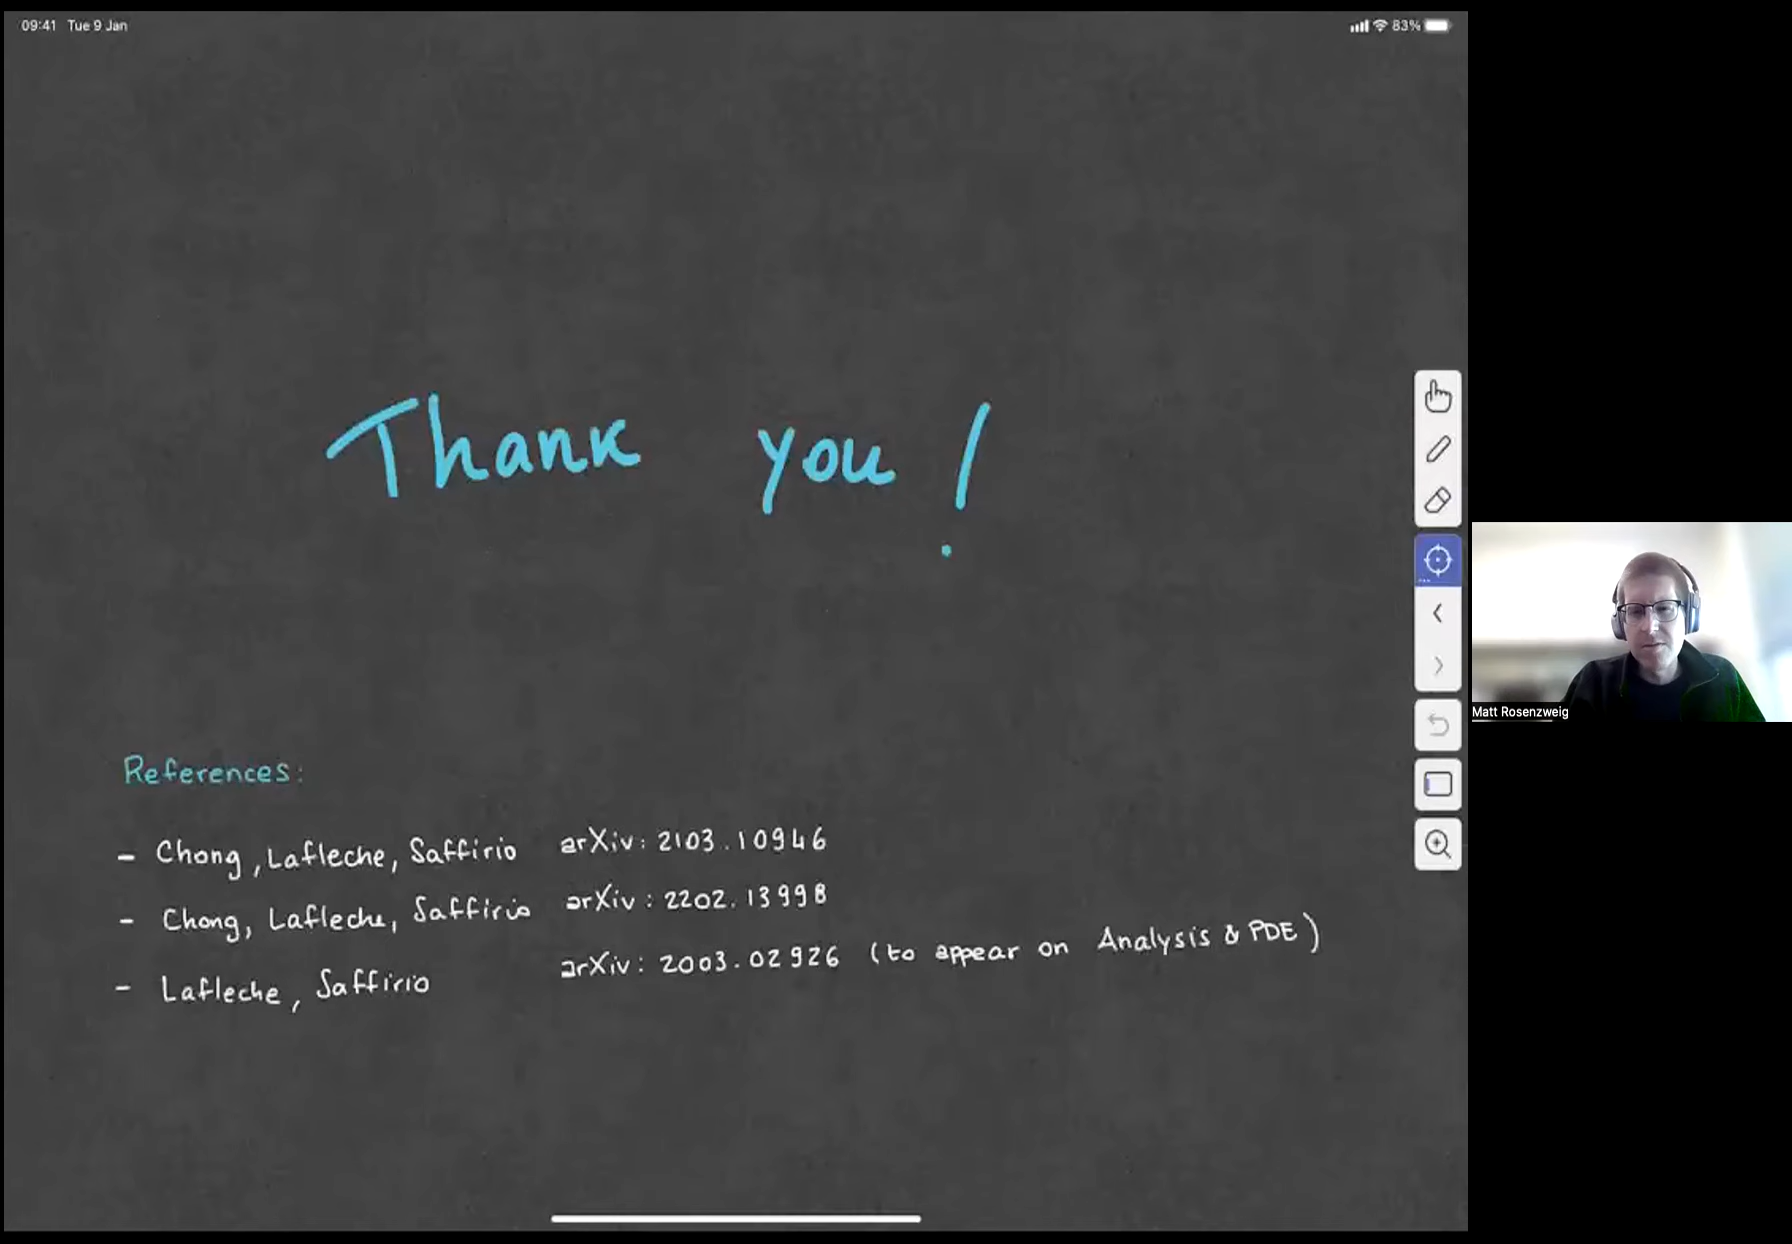 09:41 Tue 9 Jan 83%
Thank you!
References:
- Chong, Lafleche, Saffirio arXiv: 2103.10946
- Chong, Lafleche, Saffirio arXiv: 2202.13998
- Lafleche, Saffirio arXiv: 2003.02926 (to appear on Analysis & PDE)
Matt Rosenzweig